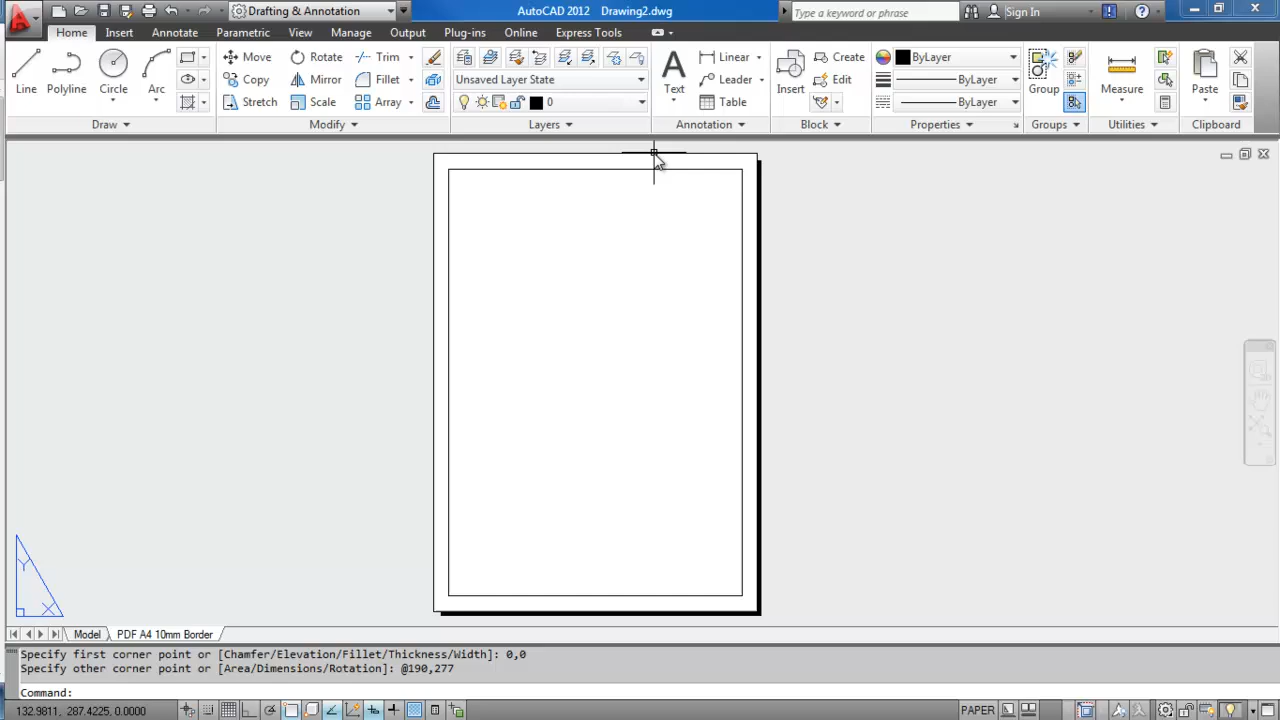 Drafting & Annotation
AutoCAD 2012 Drawing2.dwg
Type a keyword or phrase
Sign In
Home Insert Annotate Parametric View Manage Output Plug-ins Online Express Tools
Line Polyline Circle Arc
Move Rotate Trim
Copy Mirror Fillet
Stretch Scale Array
Unsaved Layer State
0
Text
Linear
Leader
Table
Insert
Create
Edit
ByLayer
ByLayer
ByLayer
Group
Measure
Paste
Draw Modify Layers Annotation Block Properties Groups Utilities Clipboard
Y
X
Model PDF A4 10mm Border
Specify first corner point or [Chamfer/Elevation/Fillet/Thickness/Width]: 0,0
Specify other corner point or [Area/Dimensions/Rotation]: @190,277
Command:
132.9811, 287.4225, 0.0000
PAPER